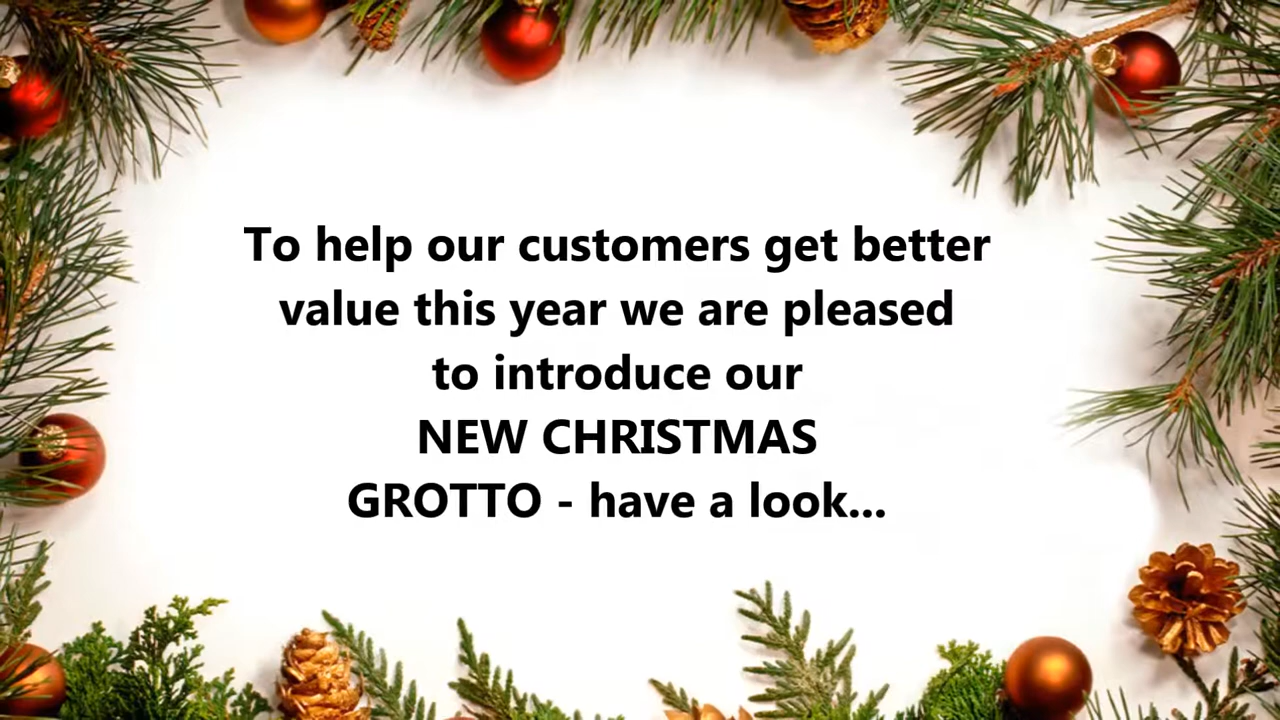 To help our customers get better
value this year we are pleased
to introduce our
NEW CHRISTMAS
GROTTO - have a look...